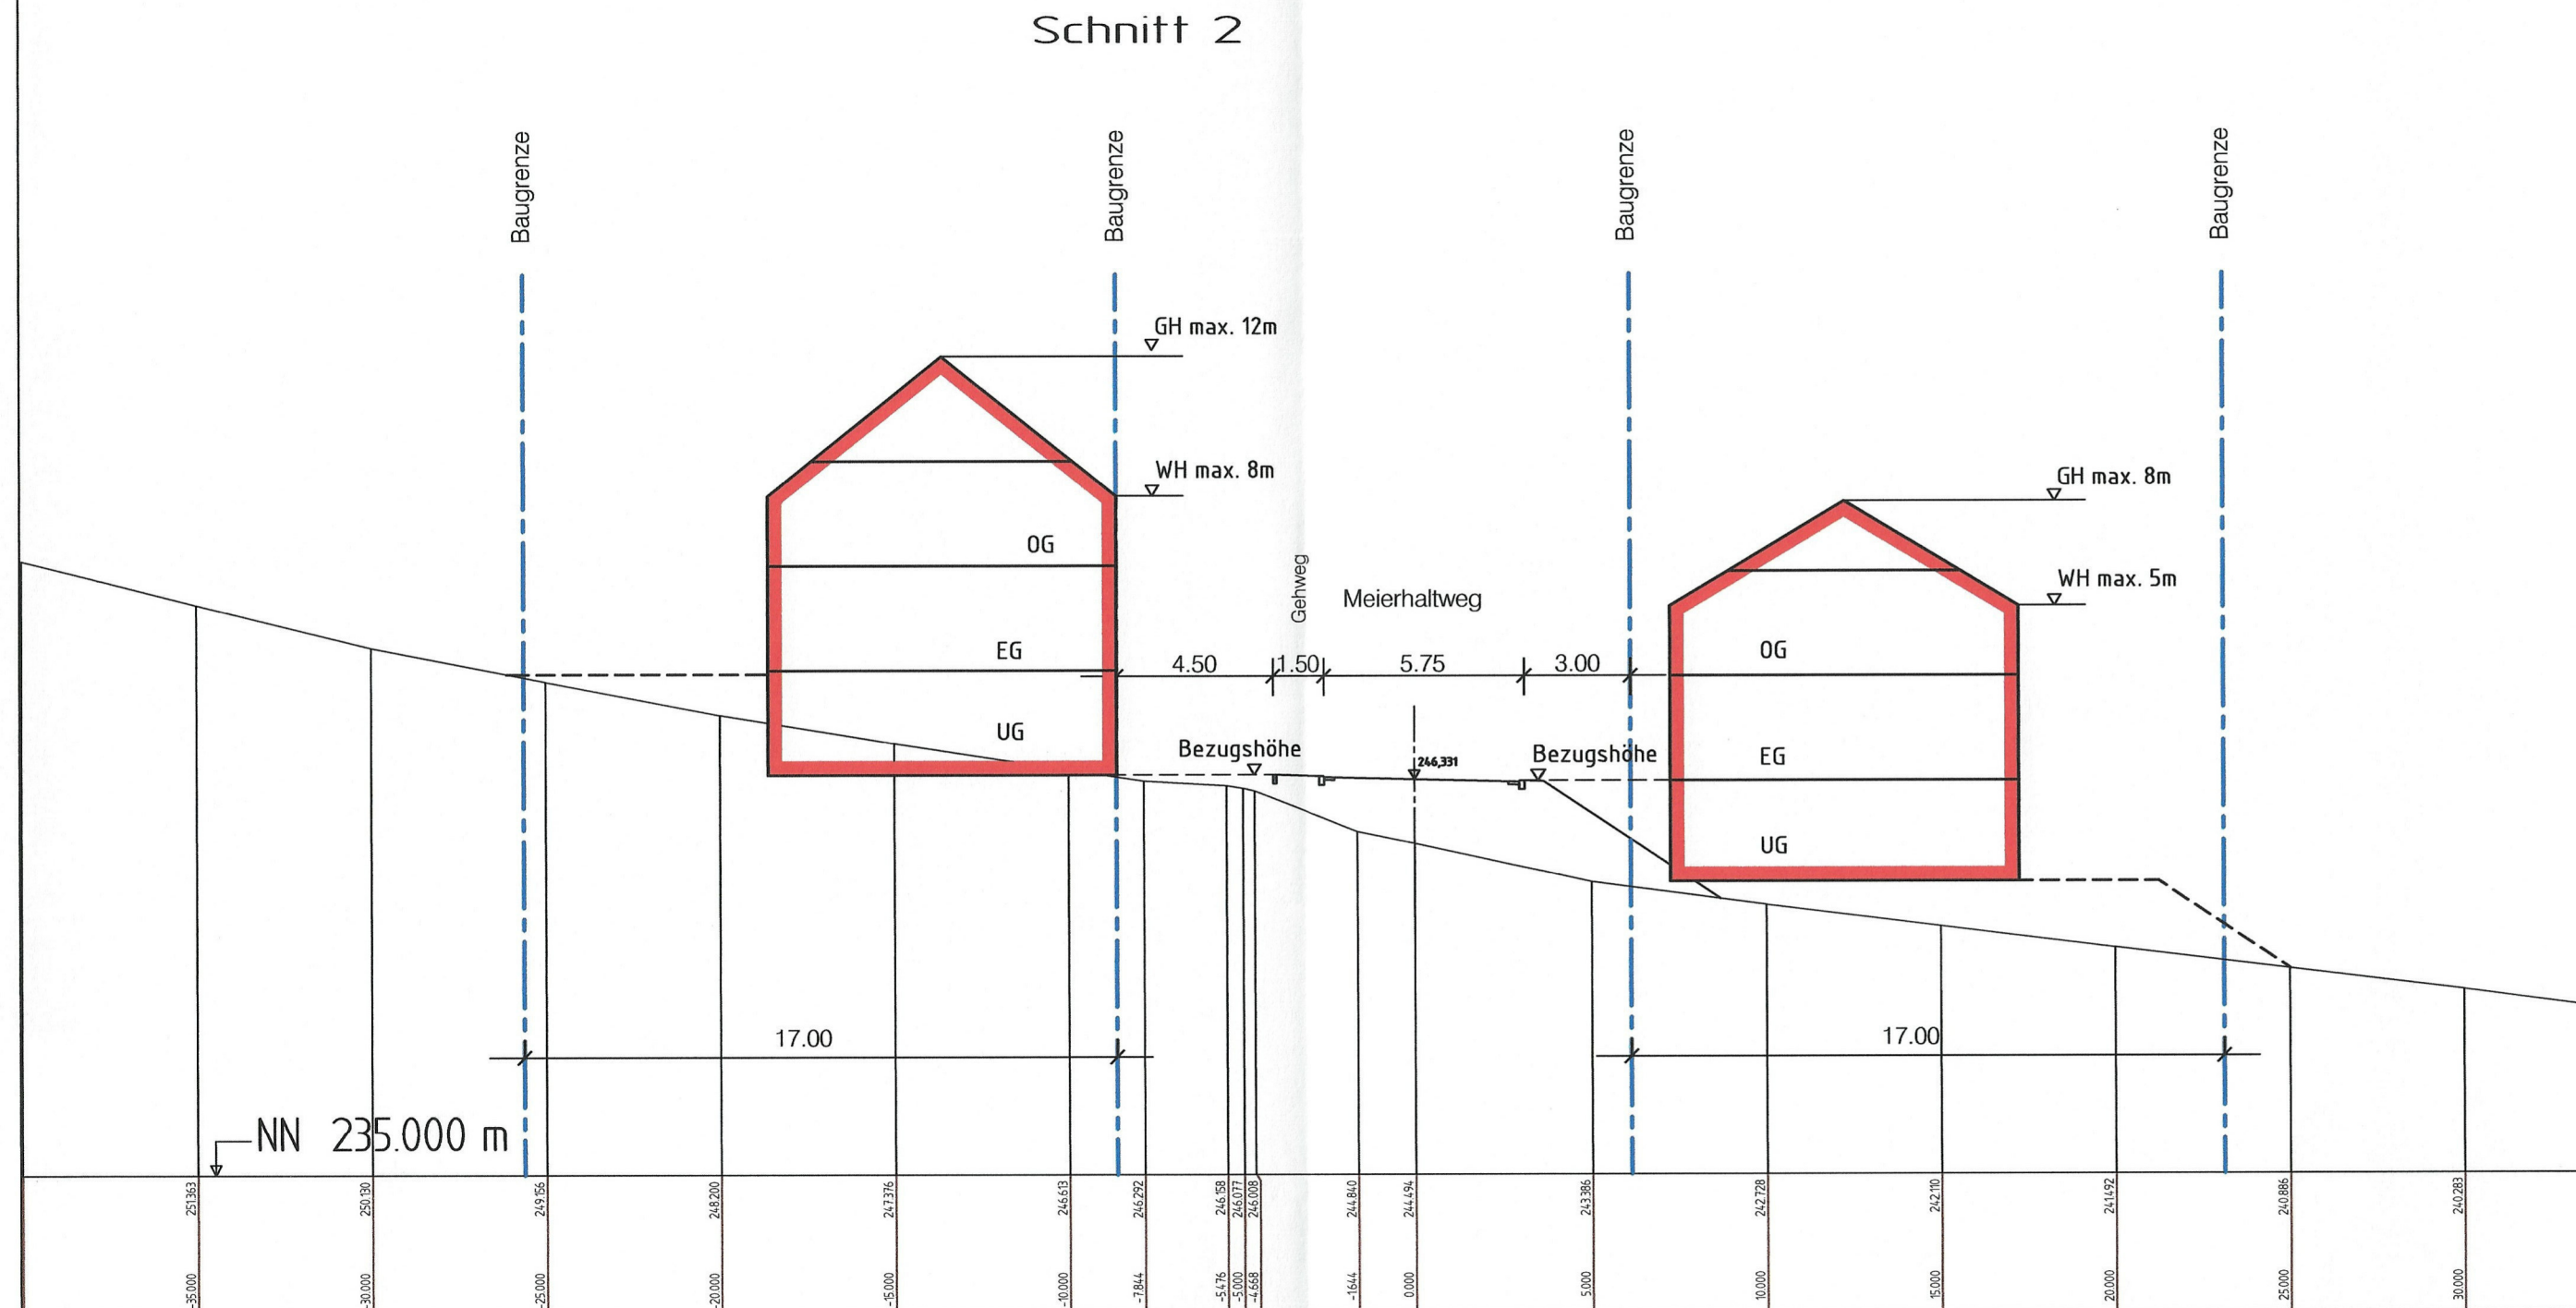 Schnitt 2
Baugrenze
Baugrenze
Baugrenze
Baugrenze
GH max. 12m
WH max. 8m
GH max. 8m
WH max. 5m
OG
EG
UG
Gehweg
Meierhaltweg
4.50
1.50
5.75
3.00
Bezugshöhe
246,331
Bezugshöhe
OG
EG
UG
17.00
17.00
NN 235.000 m
251.363
250.130
249.156
248.200
247.376
246.613
246.292
246.158
246.077
246.008
244.840
244.494
243.386
242.728
242.110
241.492
240.886
240.283
-35.000
-30.000
-25.000
-20.000
-15.000
-10.000
-7.844
-5.476
-5.000
-4.668
-1.644
0.000
5.000
10.000
15.000
20.000
25.000
30.000